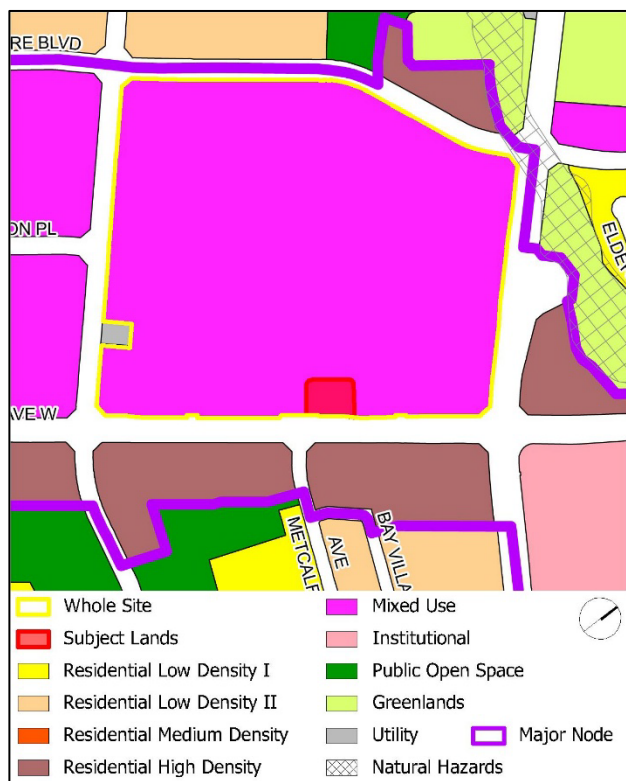 RE BLVD
ON PL
ELDE
AVE W
METCALF
AVE
BAY VILLA
Whole Site
Subject Lands
Residential Low Density I
Residential Low Density II
Residential Medium Density
Residential High Density
Mixed Use
Institutional
Public Open Space
Greenlands
Utility
Major Node
Natural Hazards